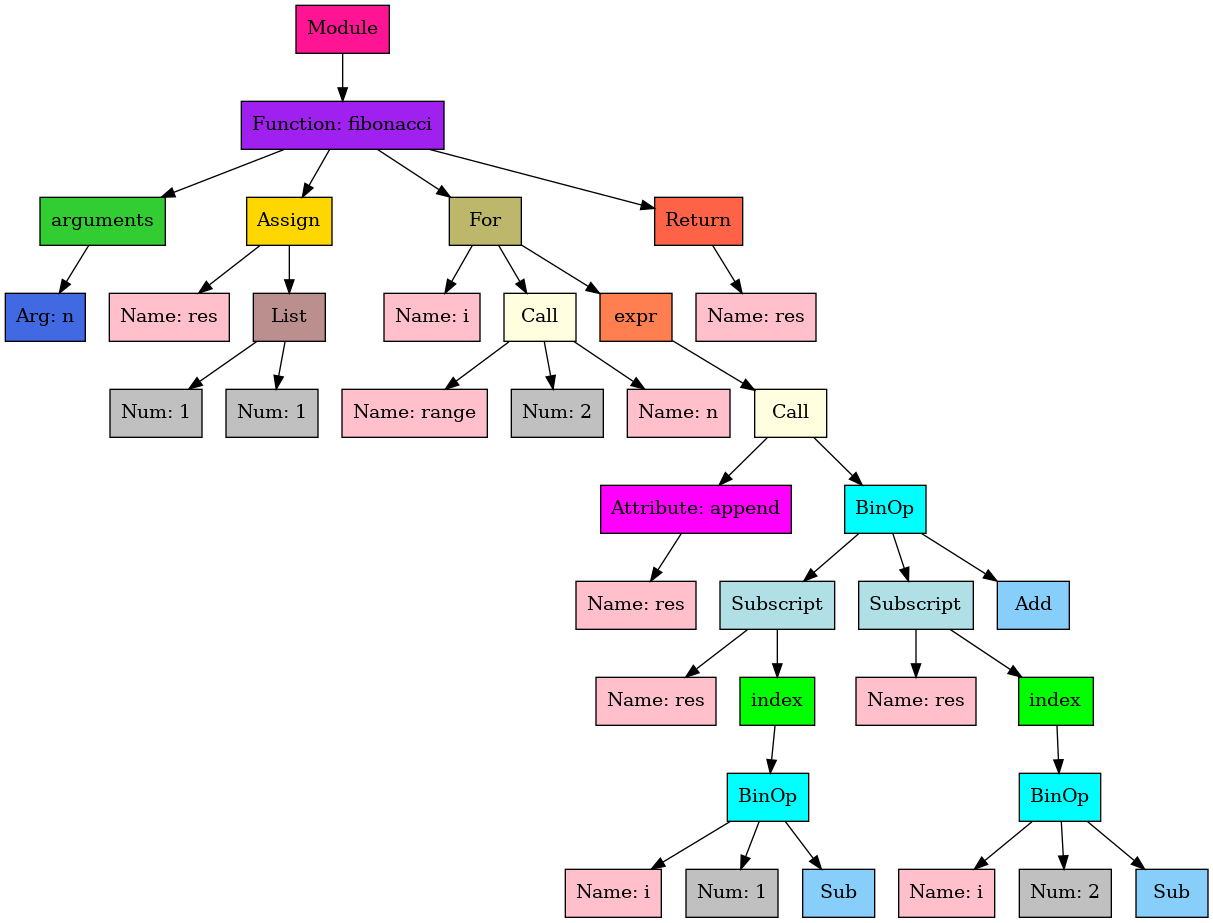 Module
Function: fibonacci
arguments
Assign
For
Return
Arg: n
Name: res
List
Name: i
Call
expr
Name: res
Num: 1
Num: 1
Name: range
Num: 2
Name: n
Call
Attribute: append
BinOp
Name: res
Subscript
Subscript
Add
Name: res
index
Name: res
index
BinOp
BinOp
Name: i
Num: 1
Sub
Name: i
Num: 2
Sub